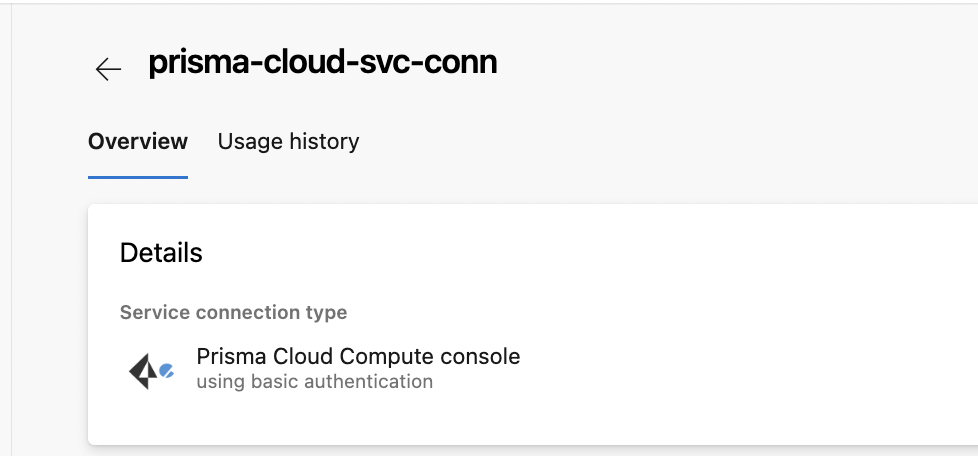 prisma-cloud-svc-conn
Overview Usage history
Details
Service connection type
Prisma Cloud Compute console
using basic authentication